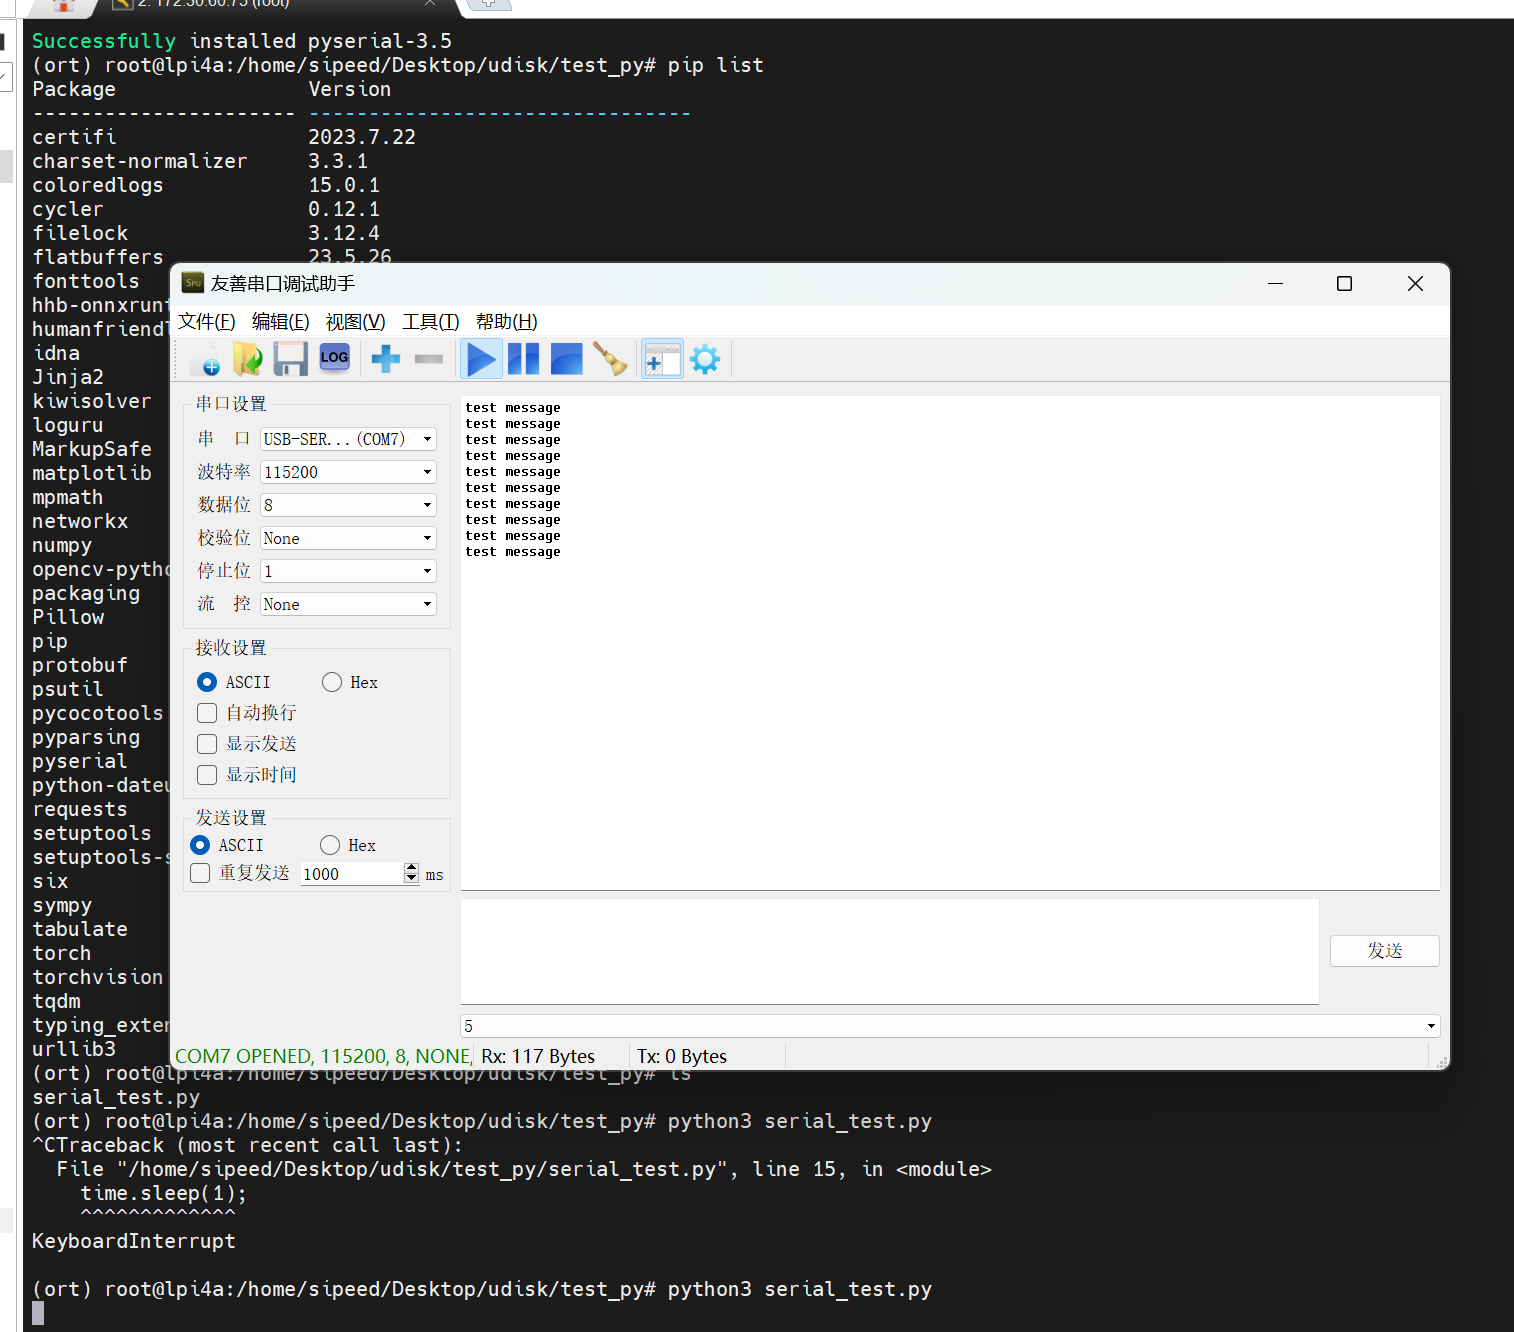 2. 172.30.60.75 (root)
Successfully installed pyserial-3.5
(ort) root@lpi4a:/home/sipeed/Desktop/udisk/test_py# pip list
Package Version
---------------------- --------------------------------
certifi 2023.7.22
charset-normalizer 3.3.1
coloredlogs 15.0.1
cycler 0.12.1
filelock 3.12.4
flatbuffers 23.5.26
fonttools
hhb-onnxrunt
humanfriendl
idna
Jinja2
kiwisolver
loguru
MarkupSafe
matplotlib
mpmath
networkx
numpy
opencv-pytho
packaging
Pillow
pip
protobuf
psutil
pycocotools
pyparsing
pyserial
python-dateu
requests
setuptools
setuptools-s
six
sympy
tabulate
torch
torchvision
tqdm
typing_exten
urllib3
(ort) root@lpi4a:/home/sipeed/Desktop/udisk/test_py# ls
serial_test.py
(ort) root@lpi4a:/home/sipeed/Desktop/udisk/test_py# python3 serial_test.py
^CTraceback (most recent call last):
File "/home/sipeed/Desktop/udisk/test_py/serial_test.py", line 15, in <module>
time.sleep(1);
^^^^^^^^^^^^^
KeyboardInterrupt
(ort) root@lpi4a:/home/sipeed/Desktop/udisk/test_py# python3 serial_test.py
SPU 友善串口调试助手
文件(F) 编辑(E) 视图(V) 工具(T) 帮助(H)
LOG
串口设置
串 口 USB-SER...(COM7)
波特率 115200
数据位 8
校验位 None
停止位 1
流 控 None
接收设置
ASCII Hex
自动换行
显示发送
显示时间
发送设置
ASCII Hex
重复发送 1000 ms
test message
test message
test message
test message
test message
test message
test message
test message
test message
test message
发送
5
COM7 OPENED, 115200, 8, NONE, Rx: 117 Bytes Tx: 0 Bytes